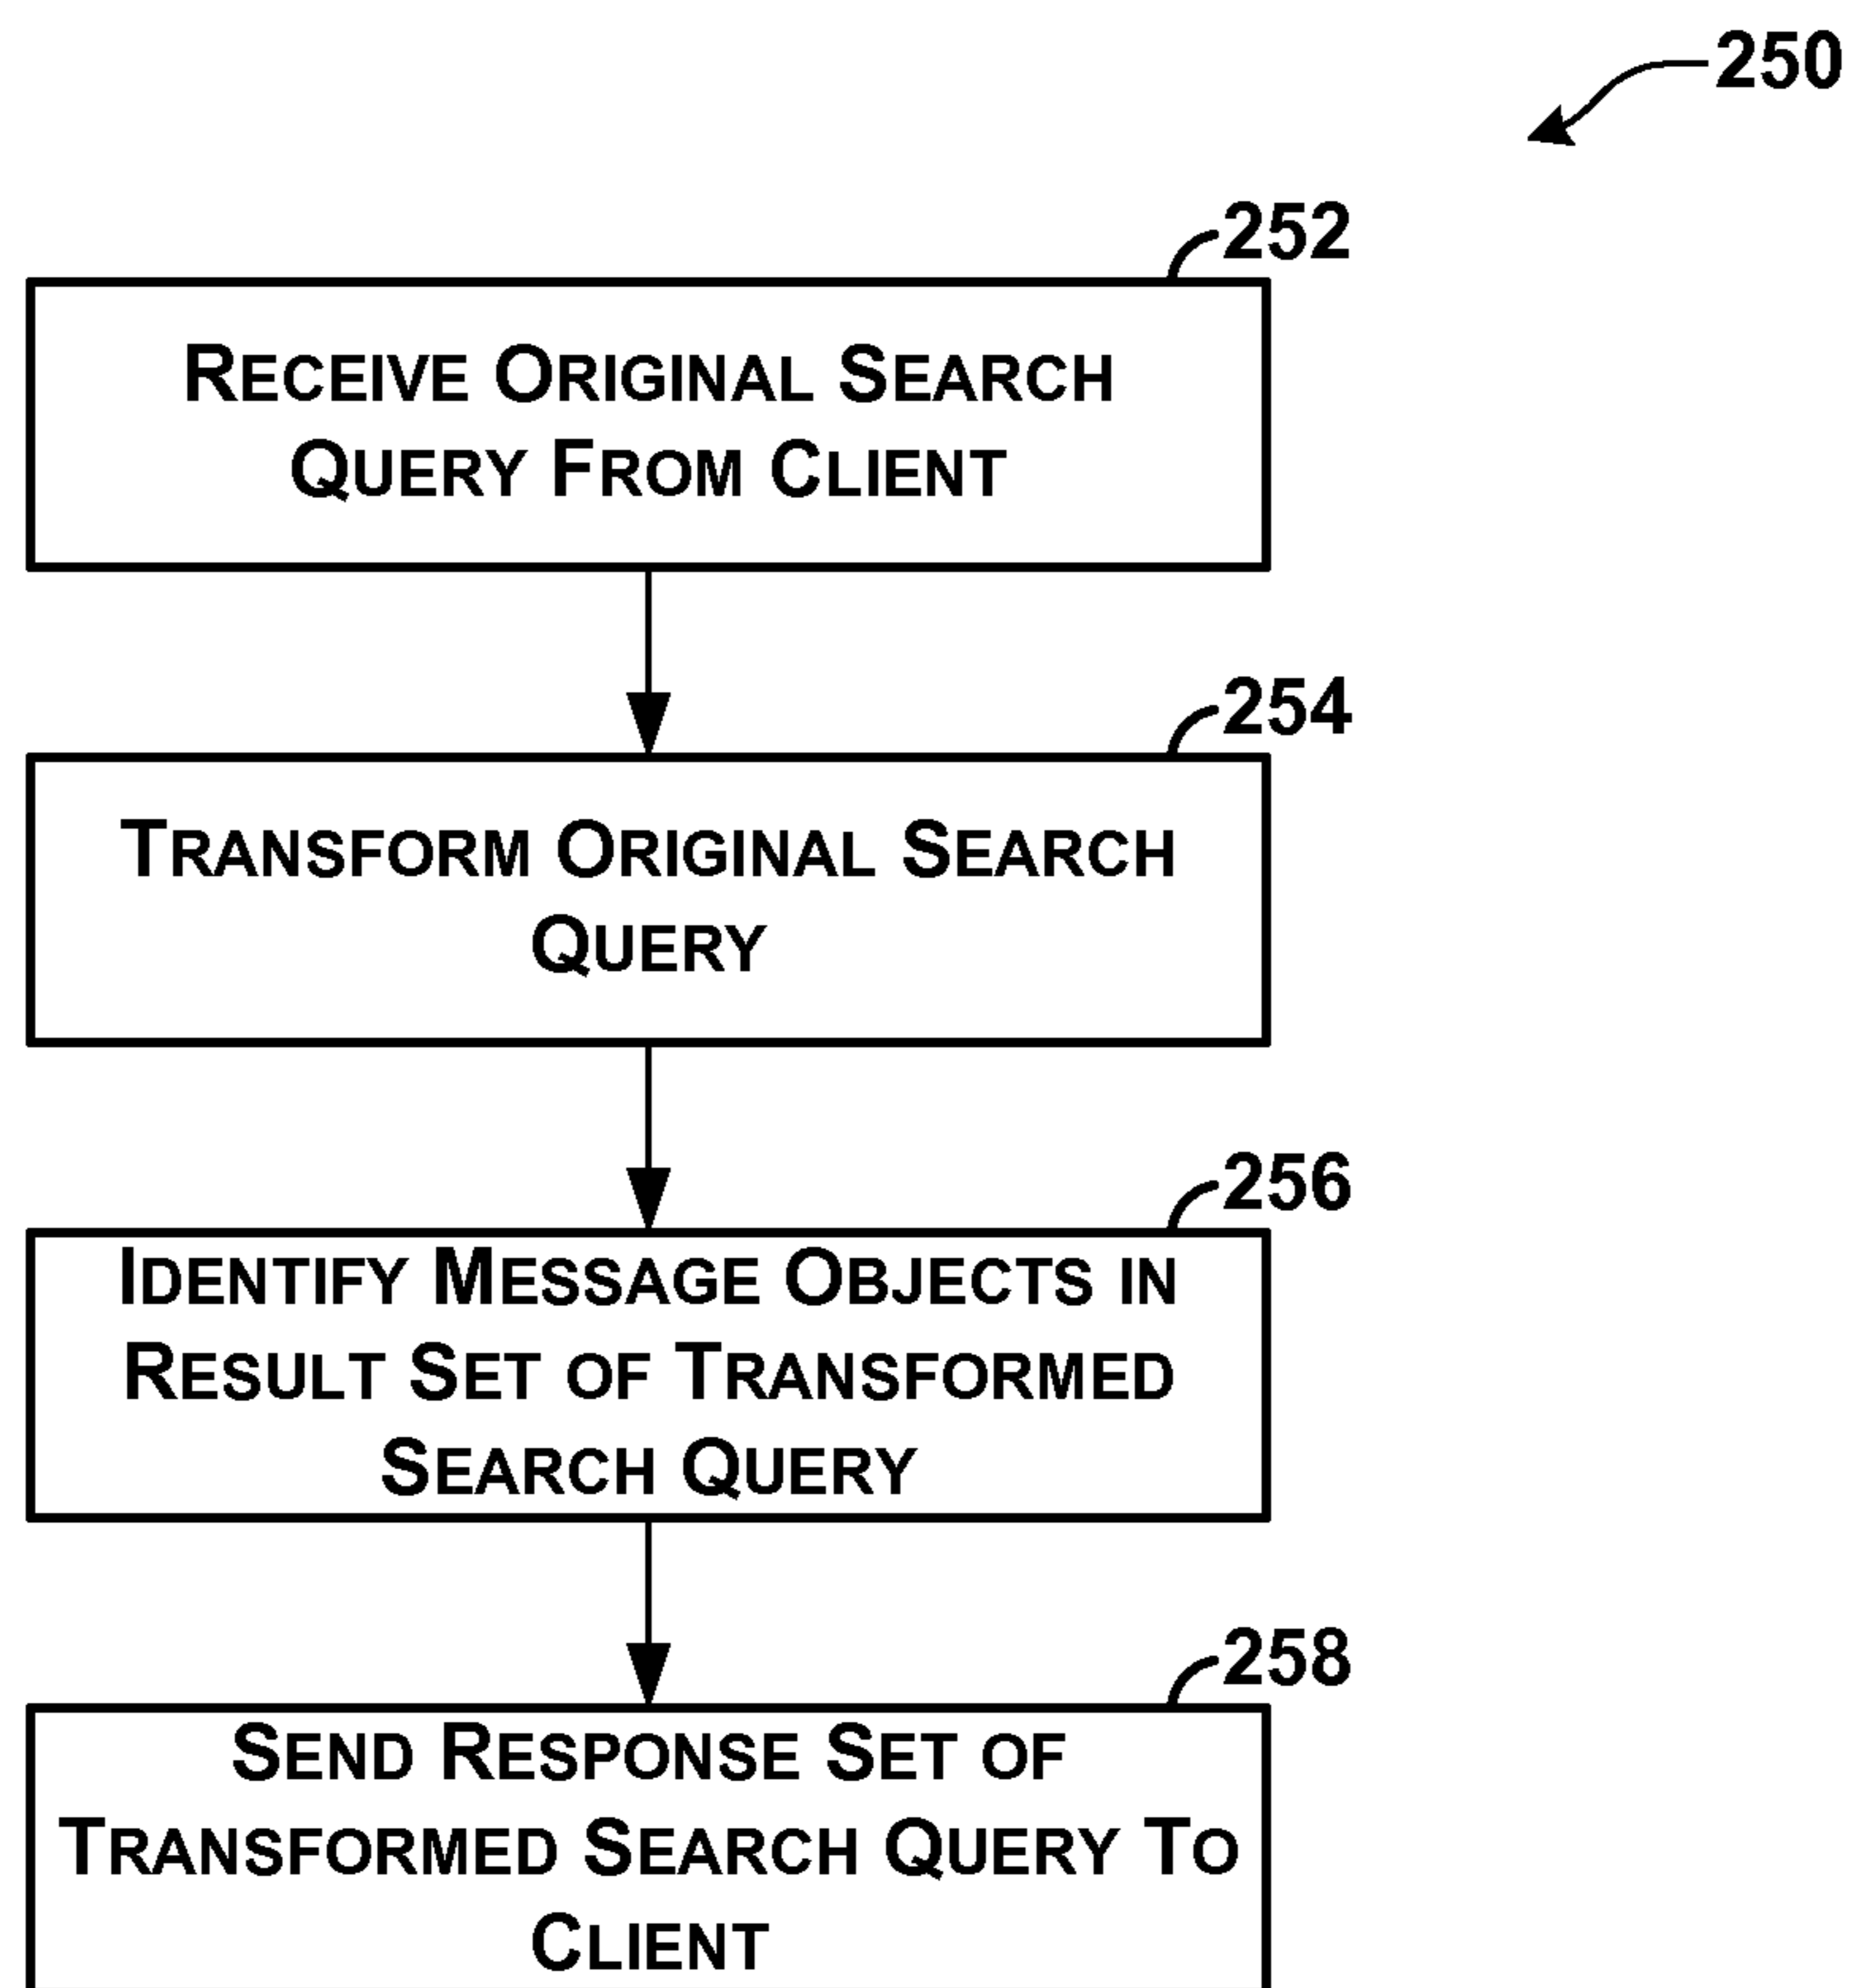 250
252
RECEIVE ORIGINAL SEARCH
QUERY FROM CLIENT
254
TRANSFORM ORIGINAL SEARCH
QUERY
256
IDENTIFY MESSAGE OBJECTS IN
RESULT SET OF TRANSFORMED
SEARCH QUERY
258
SEND RESPONSE SET OF
TRANSFORMED SEARCH QUERY TO
CLIENT